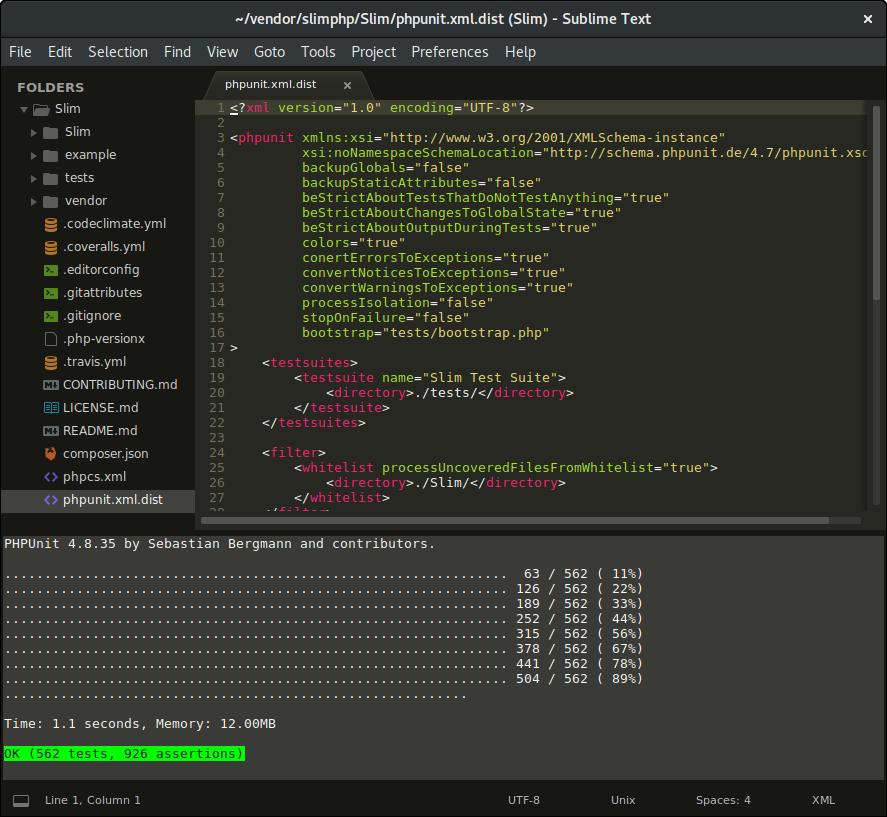 ~/vendor/slimphp/Slim/phpunit.xml.dist (Slim) - Sublime Text
File Edit Selection Find View Goto Tools Project Preferences Help
FOLDERS
Slim
Slim
example
tests
vendor
.codeclimate.yml
.coveralls.yml
.editorconfig
.gitattributes
.gitignore
.php-versionx
.travis.yml
CONTRIBUTING.md
LICENSE.md
README.md
composer.json
phpcs.xml
phpunit.xml.dist
phpunit.xml.dist ×
1 <?xml version="1.0" encoding="UTF-8"?>
2
3 <phpunit xmlns:xsi="http://www.w3.org/2001/XMLSchema-instance"
4          xsi:noNamespaceSchemaLocation="http://schema.phpunit.de/4.7/phpunit.xsd
5          backupGlobals="false"
6          backupStaticAttributes="false"
7          beStrictAboutTestsThatDoNotTestAnything="true"
8          beStrictAboutChangesToGlobalState="true"
9          beStrictAboutOutputDuringTests="true"
10          colors="true"
11          conertErrorsToExceptions="true"
12          convertNoticesToExceptions="true"
13          convertWarningsToExceptions="true"
14          processIsolation="false"
15          stopOnFailure="false"
16          bootstrap="tests/bootstrap.php"
17 >
18     <testsuites>
19         <testsuite name="Slim Test Suite">
20             <directory>./tests/</directory>
21         </testsuite>
22     </testsuites>
23
24     <filter>
25         <whitelist processUncoveredFilesFromWhitelist="true">
26             <directory>./Slim/</directory>
27         </whitelist>
28     </filter>
PHPUnit 4.8.35 by Sebastian Bergmann and contributors.
...............................................................  63 / 562 ( 11%)
............................................................... 126 / 562 ( 22%)
............................................................... 189 / 562 ( 33%)
............................................................... 252 / 562 ( 44%)
............................................................... 315 / 562 ( 56%)
............................................................... 378 / 562 ( 67%)
............................................................... 441 / 562 ( 78%)
............................................................... 504 / 562 ( 89%)
..........................................................
Time: 1.1 seconds, Memory: 12.00MB
OK (562 tests, 926 assertions)
Line 1, Column 1 UTF-8 Unix Spaces: 4 XML